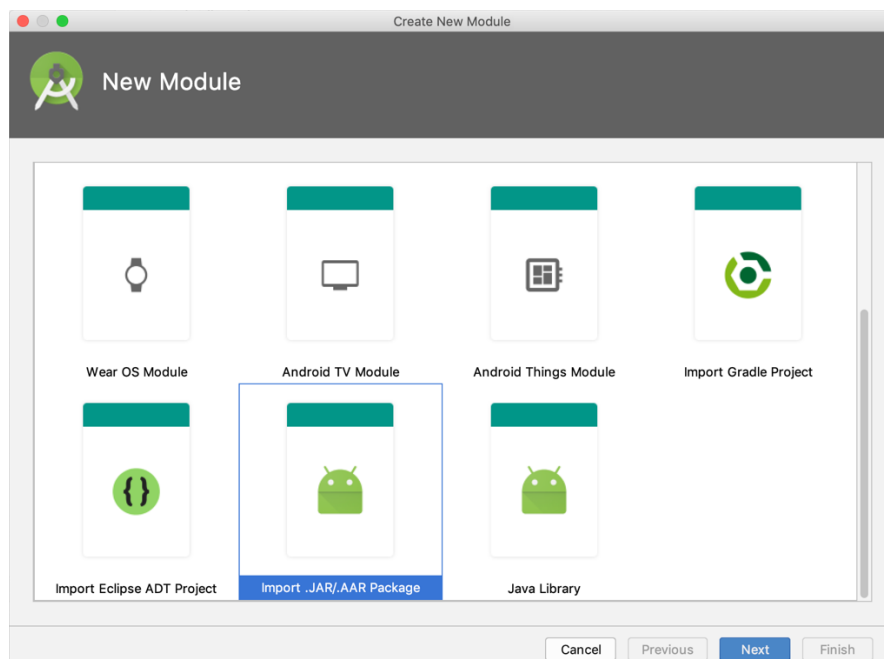 Create New Module
New Module
Wear OS Module
Android TV Module
Android Things Module
Import Gradle Project
Import Eclipse ADT Project
Import .JAR/.AAR Package
Java Library
Cancel
Previous
Next
Finish